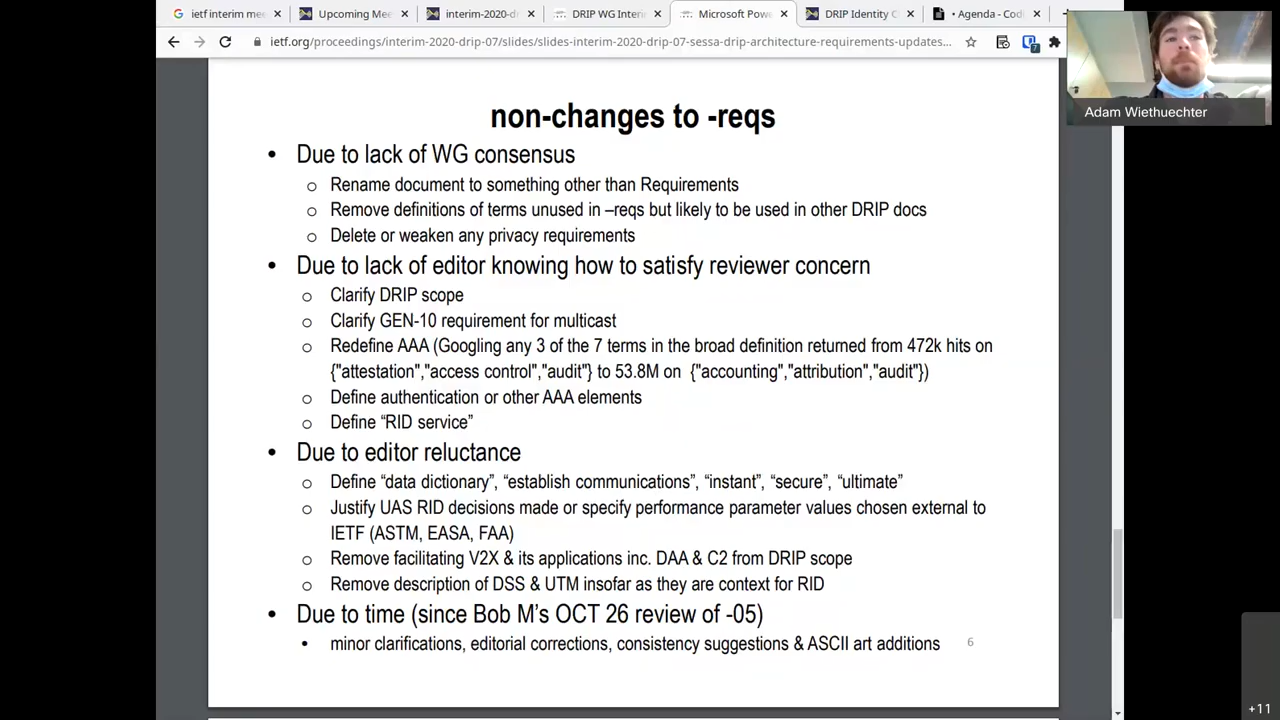 ietf interim mee
Upcoming Mee
interim-2020-dr
DRIP WG Interi
Microsoft Pow
DRIP Identity C
• Agenda - Codi
ietf.org/proceedings/interim-2020-drip-07/slides/slides-interim-2020-drip-07-sessa-drip-architecture-requirements-updates...
Adam Wiethuechter
non-changes to -reqs
• Due to lack of WG consensus
o Rename document to something other than Requirements
o Remove definitions of terms unused in –reqs but likely to be used in other DRIP docs
o Delete or weaken any privacy requirements
• Due to lack of editor knowing how to satisfy reviewer concern
o Clarify DRIP scope
o Clarify GEN-10 requirement for multicast
o Redefine AAA (Googling any 3 of the 7 terms in the broad definition returned from 472k hits on
{"attestation","access control","audit"} to 53.8M on {"accounting","attribution","audit"})
o Define authentication or other AAA elements
o Define “RID service”
• Due to editor reluctance
o Define “data dictionary”, “establish communications”, “instant”, “secure”, “ultimate”
o Justify UAS RID decisions made or specify performance parameter values chosen external to
IETF (ASTM, EASA, FAA)
o Remove facilitating V2X & its applications inc. DAA & C2 from DRIP scope
o Remove description of DSS & UTM insofar as they are context for RID
• Due to time (since Bob M’s OCT 26 review of -05)
• minor clarifications, editorial corrections, consistency suggestions & ASCII art additions
6
+11